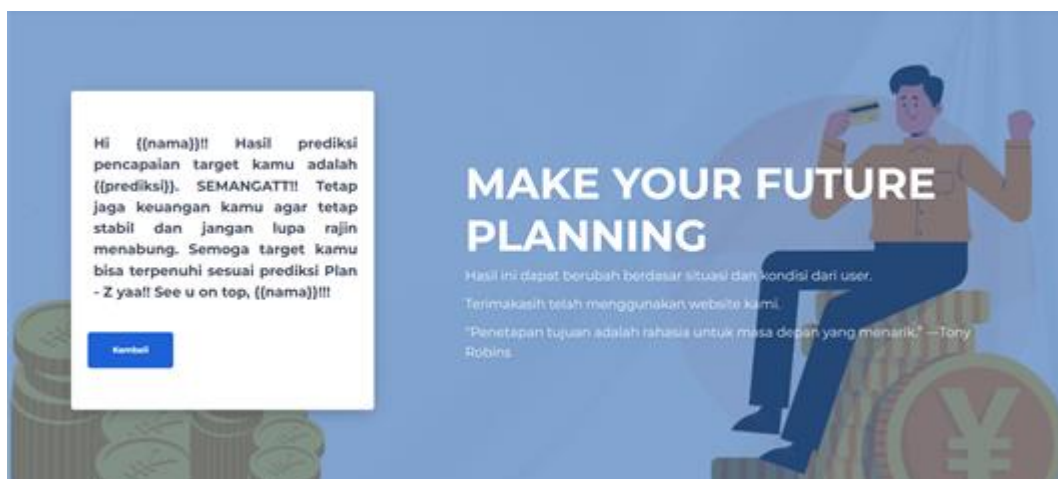 Hi {{nama}}!! Hasil prediksi
pencapaian target kamu adalah
{{prediksi}}. SEMANGATT!! Tetap
jaga keuangan kamu agar tetap
stabil dan jangan lupa rajin
menabung. Semoga target kamu
bisa terpenuhi sesuai prediksi Plan
- Z yaa!! See u on top, {{nama}}!!!
Kembali
MAKE YOUR FUTURE
PLANNING
Hasil ini dapat berubah berdasar situasi dan kondisi dari user.
Terimakasih telah menggunakan website kami.
"Penetapan tujuan adalah rahasia untuk masa depan yang menarik." —Tony
Robins
¥